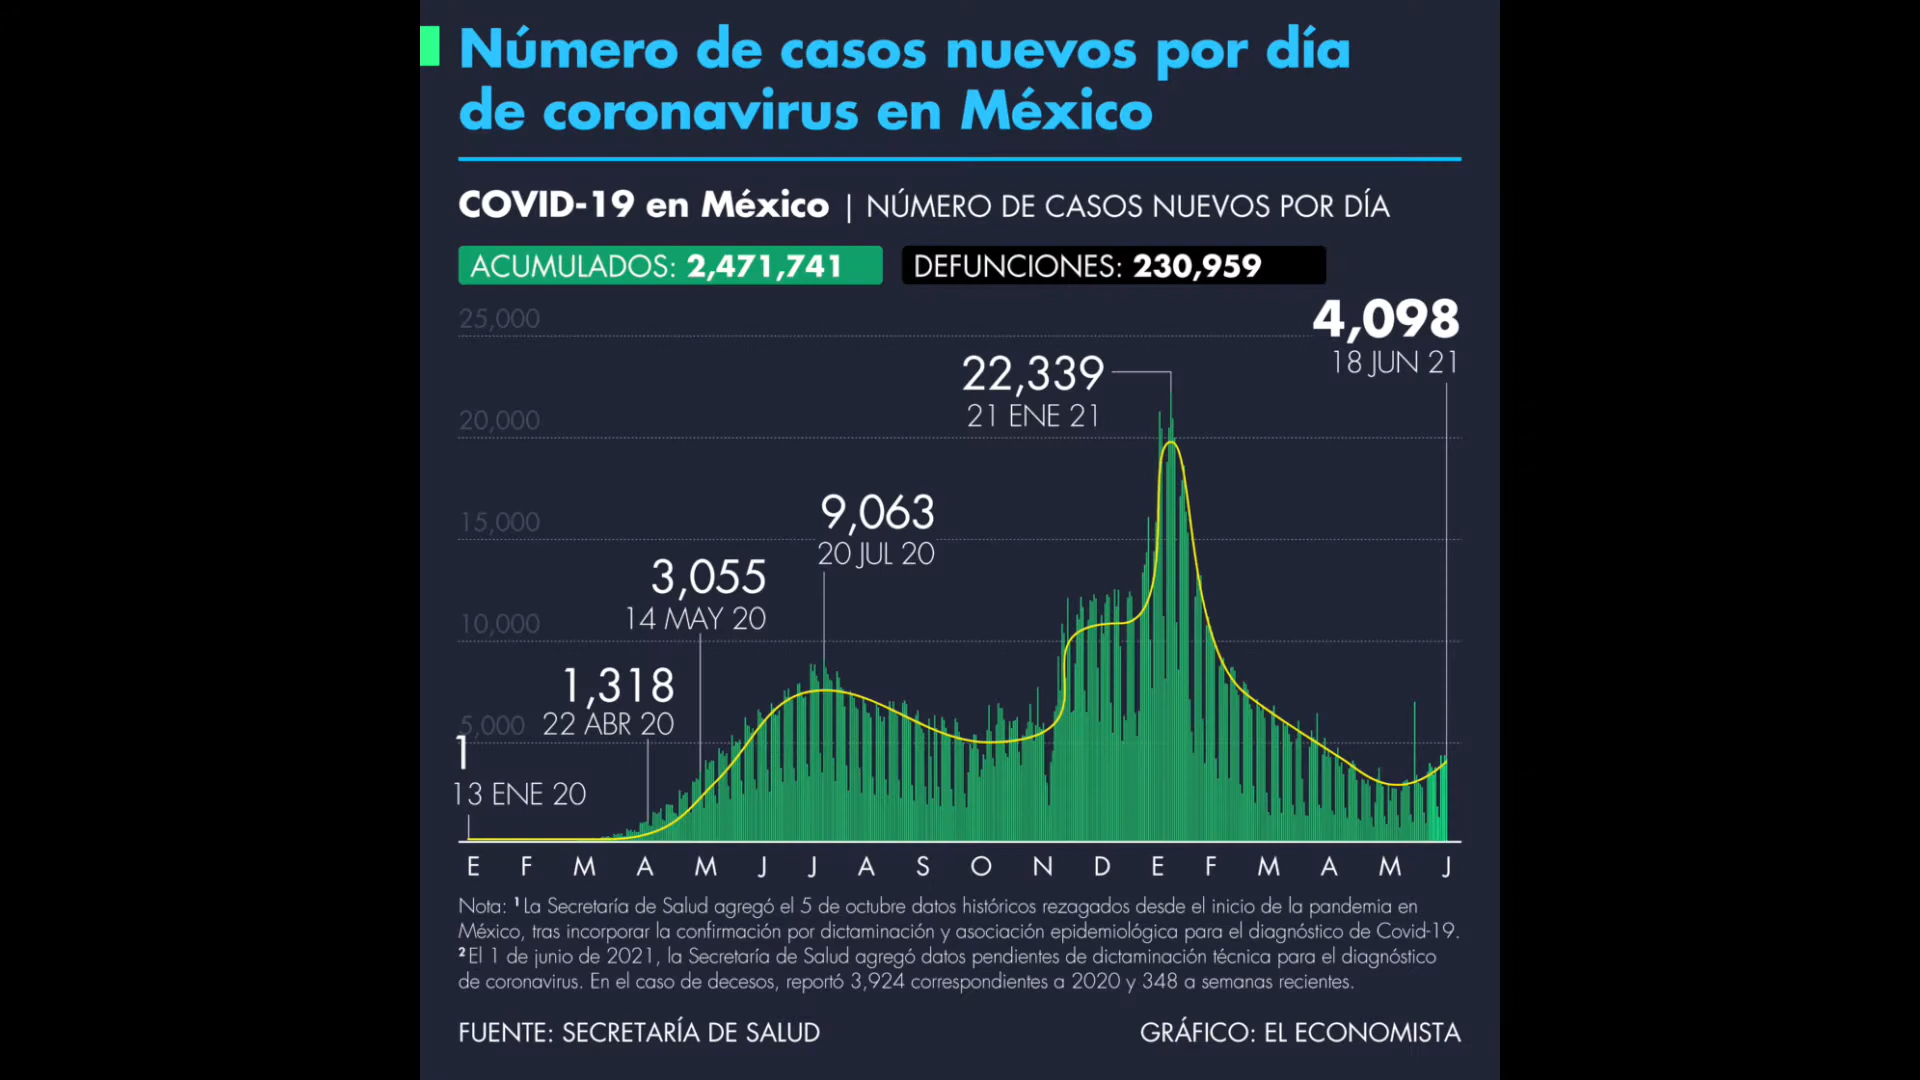 Número de casos nuevos por día
de coronavirus en México
COVID-19 en México | NÚMERO DE CASOS NUEVOS POR DÍA
ACUMULADOS: 2,471,741 DEFUNCIONES: 230,959
25,000
4,098
18 JUN 21
22,339
21 ENE 21
20,000
9,063
20 JUL 20
15,000
3,055
14 MAY 20
10,000
1,318
22 ABR 20
5,000
1
13 ENE 20
E F M A M J J A S O N D E F M A M J
Nota: ¹ La Secretaría de Salud agregó el 5 de octubre datos históricos rezagados desde el inicio de la pandemia en
México, tras incorporar la confirmación por dictaminación y asociación epidemiológica para el diagnóstico de Covid-19.
² El 1 de junio de 2021, la Secretaría de Salud agregó datos pendientes de dictaminación técnica para el diagnóstico
de coronavirus. En el caso de decesos, reportó 3,924 correspondientes a 2020 y 348 a semanas recientes.
FUENTE: SECRETARÍA DE SALUD GRÁFICO: EL ECONOMISTA